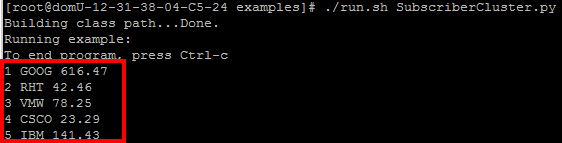 [root@domU-12-31-38-04-C5-24 examples]# ./run.sh SubscriberCluster.py
Building class path...Done.
Running example:
To end program, press Ctrl-c
1 GOOG 616.47
2 RHT 42.46
3 VMW 78.25
4 CSCO 23.29
5 IBM 141.43